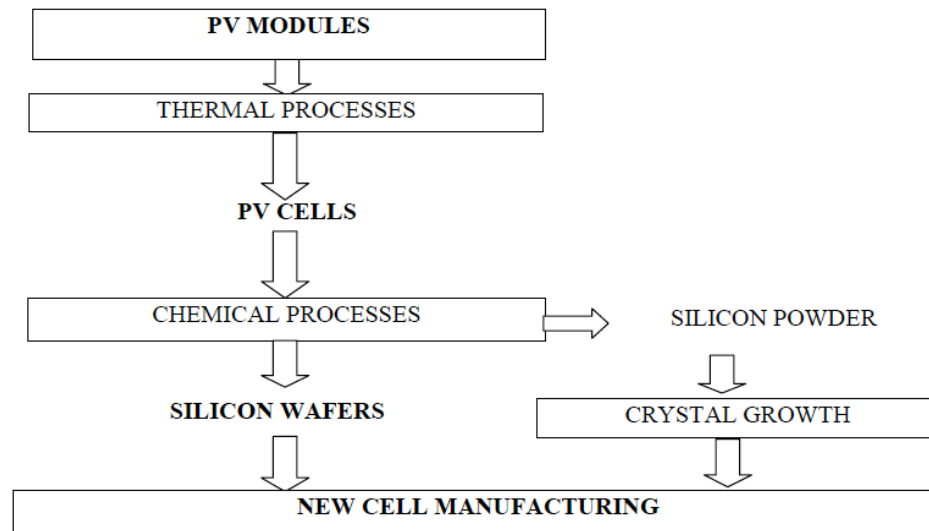 PV MODULES
THERMAL PROCESSES
PV CELLS
CHEMICAL PROCESSES
SILICON POWDER
SILICON WAFERS
CRYSTAL GROWTH
NEW CELL MANUFACTURING